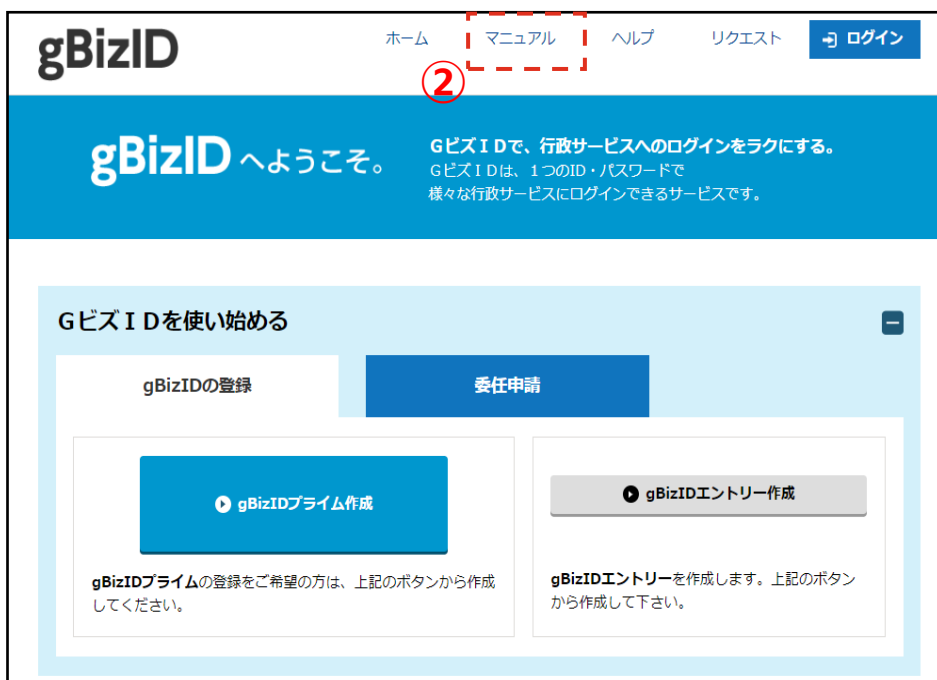 gBizID
ホーム マニュアル ヘルプ リクエスト ログイン
②
gBizID へようこそ。
GビズIDで、行政サービスへのログインをラクにする。
GビズIDは、1つのID・パスワードで
様々な行政サービスにログインできるサービスです。
GビズIDを使い始める
gBizIDの登録 委任申請
gBizIDプライム作成
gBizIDプライムの登録をご希望の方は、上記のボタンから作成
してください。
gBizIDエントリー作成
gBizIDエントリーを作成します。上記のボタン
から作成して下さい。